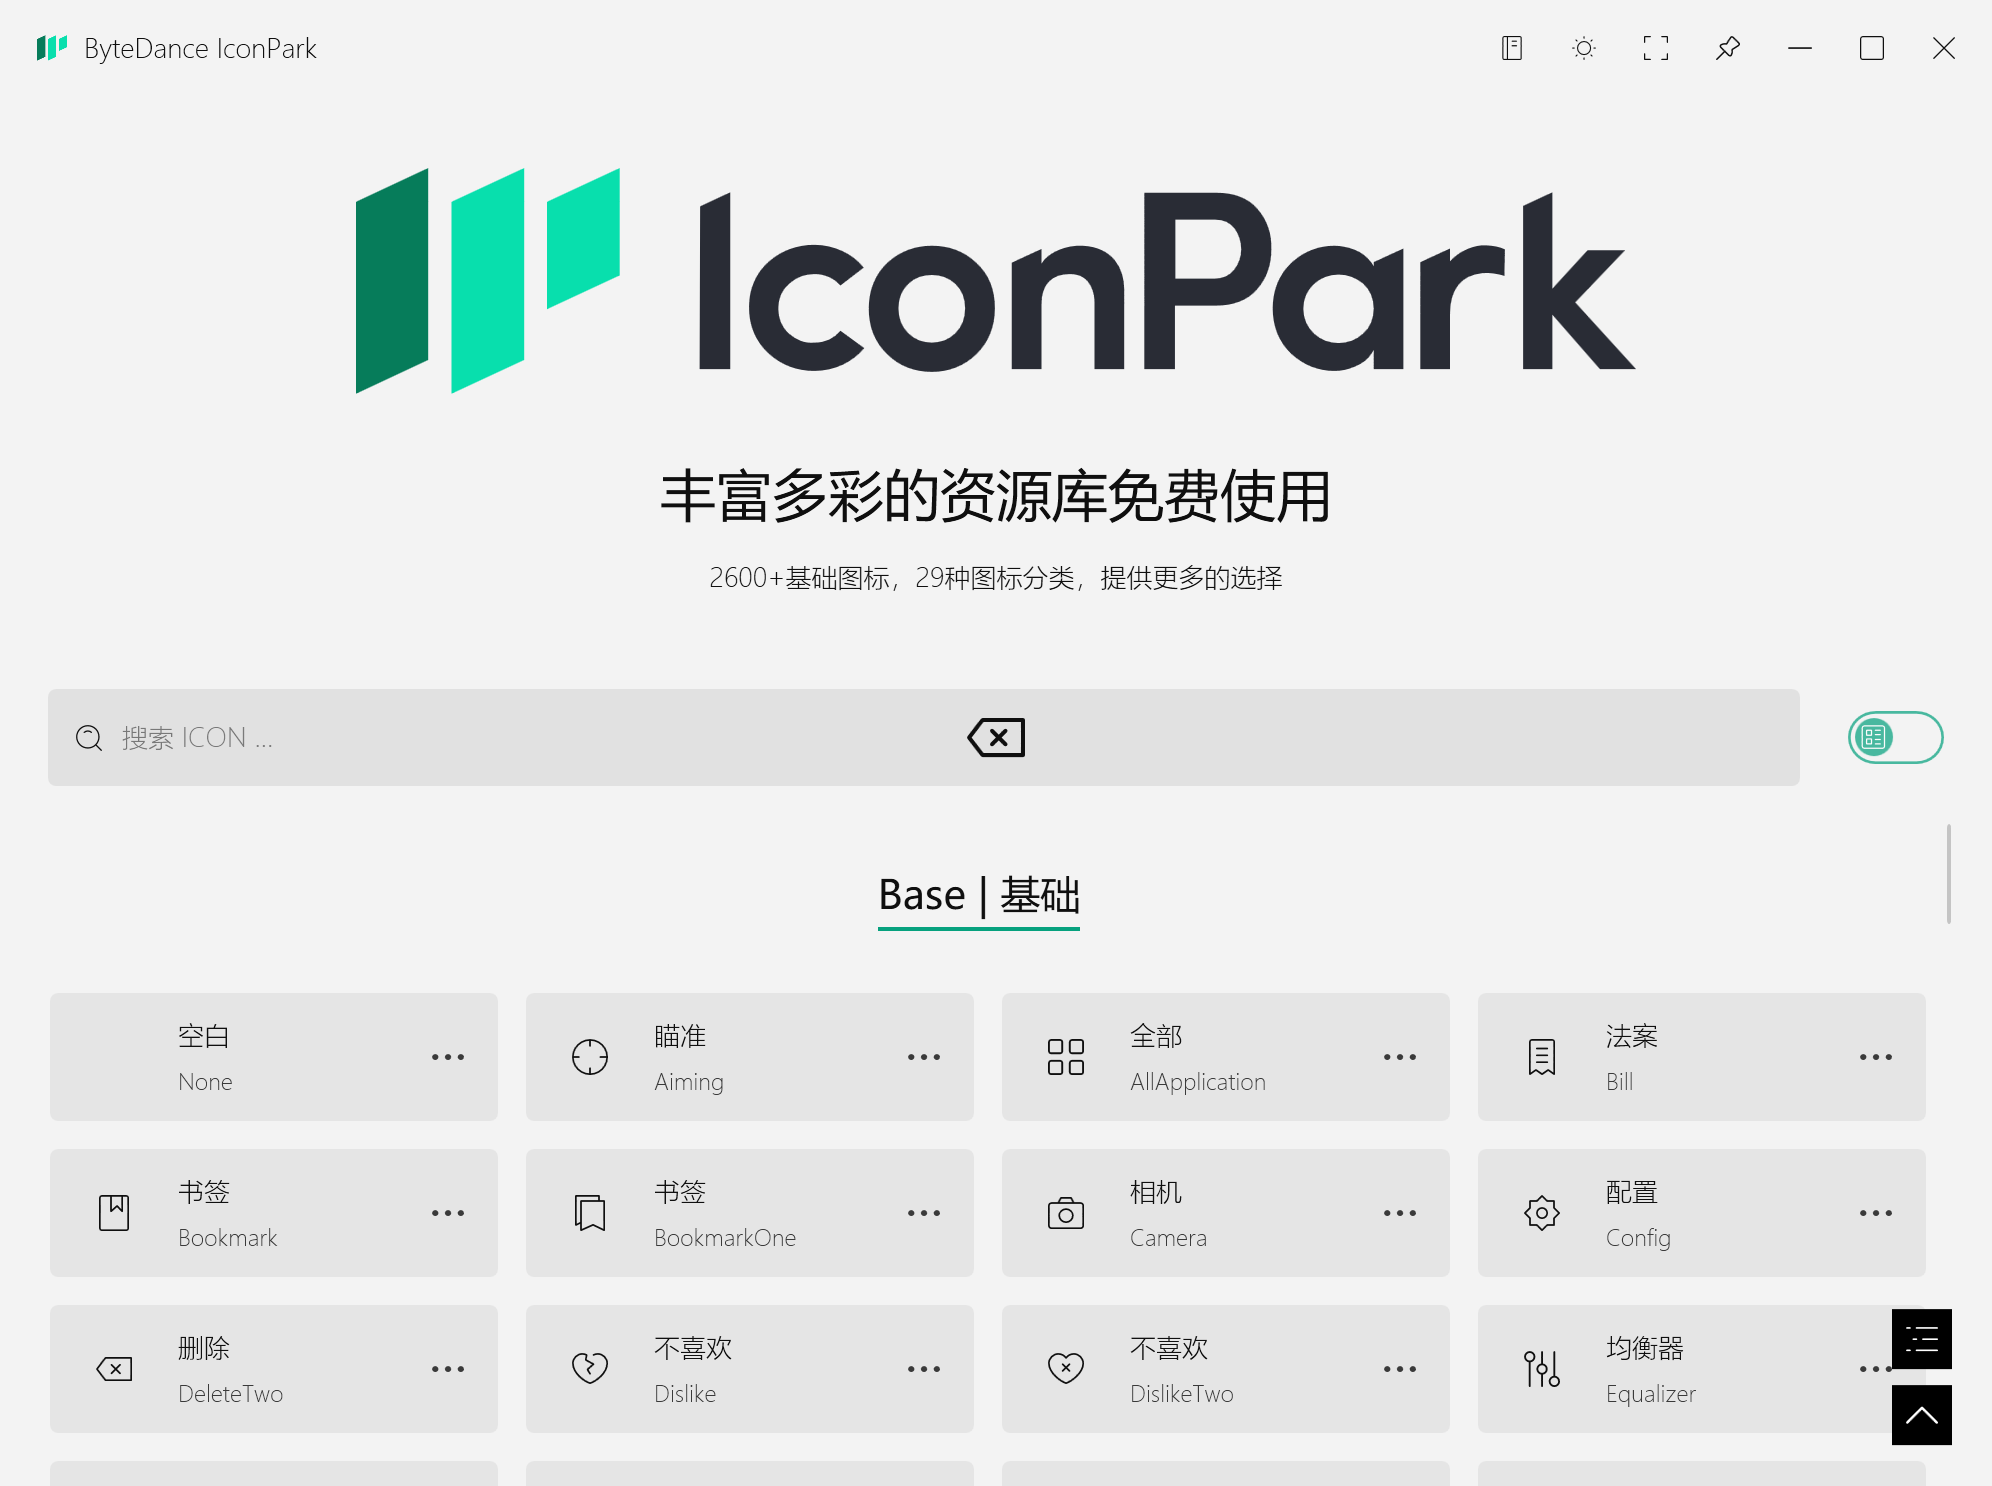 ByteDance IconPark
IconPark
丰富多彩的资源库免费使用
2600+基础图标，29种图标分类，提供更多的选择
搜索 ICON ...
Base | 基础
空白
None
瞄准
Aiming
全部
AllApplication
法案
Bill
书签
Bookmark
书签
BookmarkOne
相机
Camera
配置
Config
删除
DeleteTwo
不喜欢
Dislike
不喜欢
DislikeTwo
均衡器
Equalizer